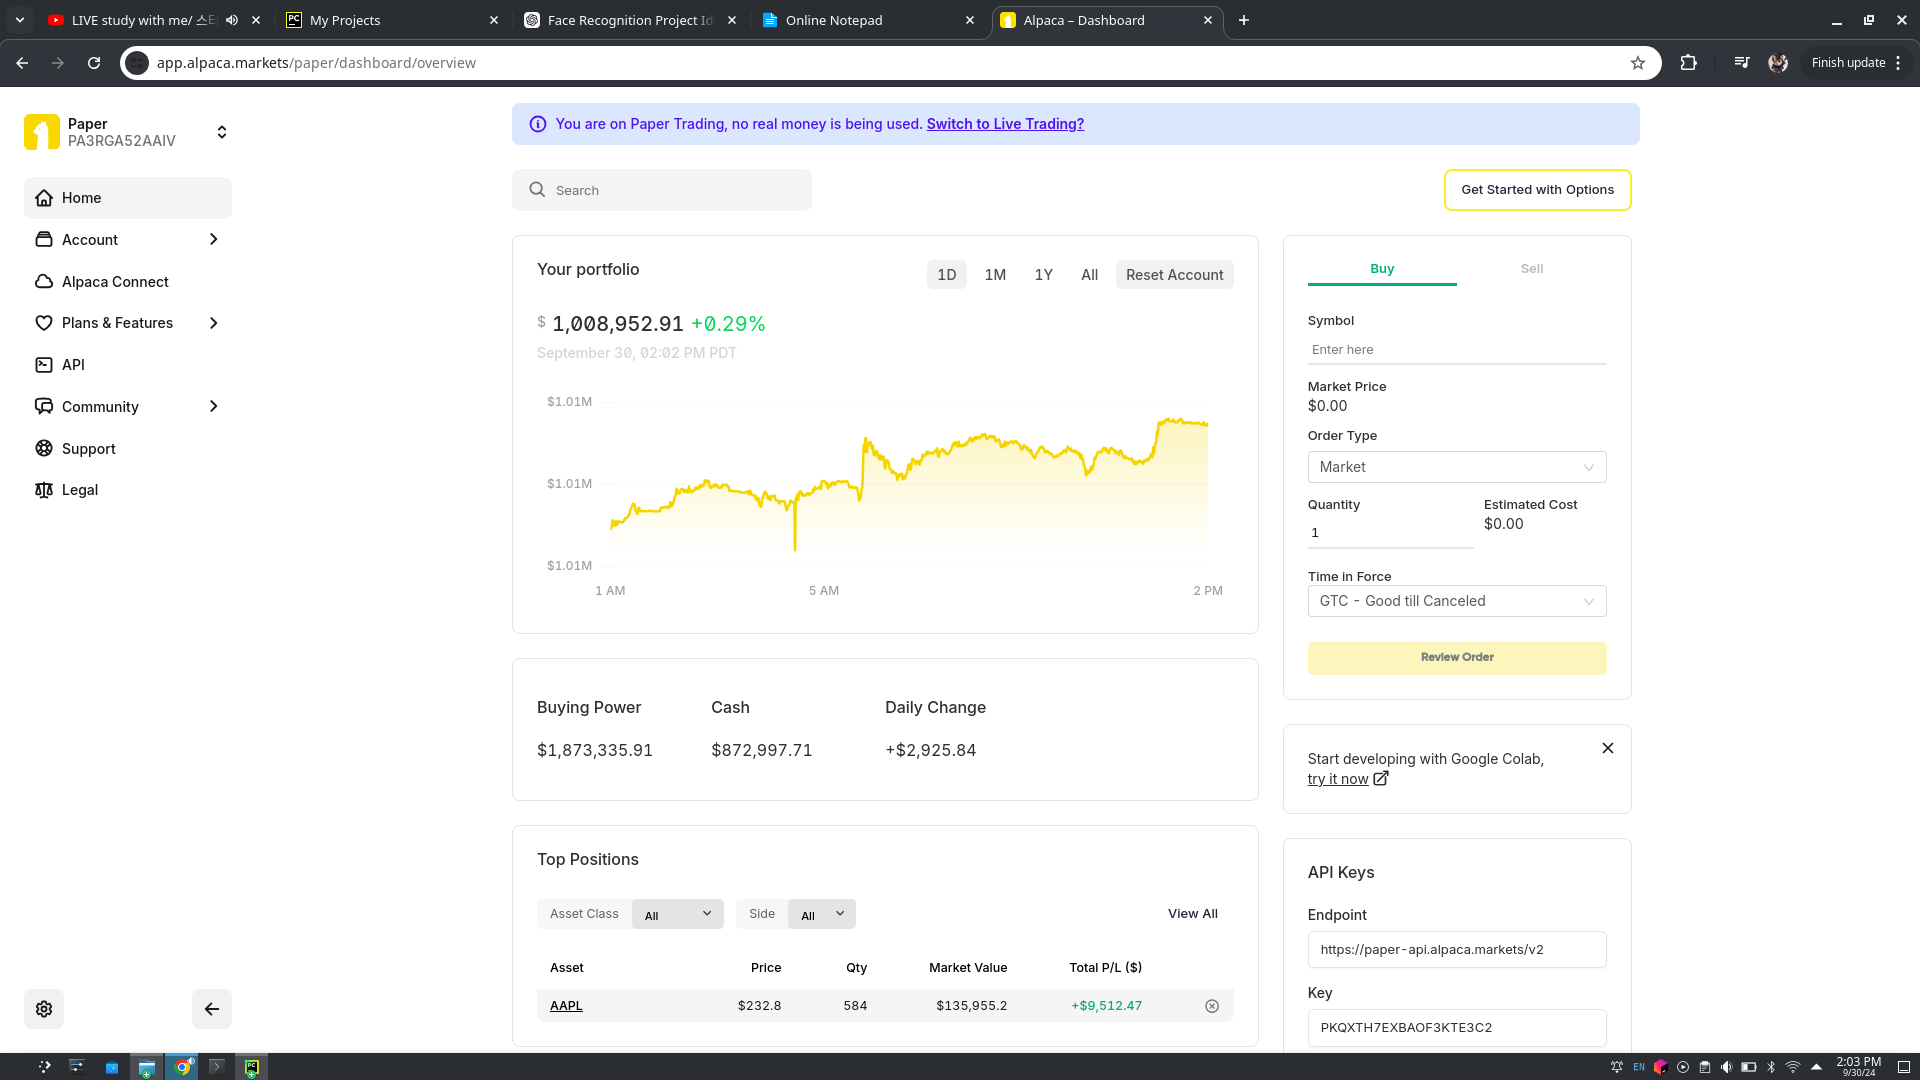 LIVE study with me/ 스터
My Projects
Face Recognition Project Id
Online Notepad
Alpaca – Dashboard
app.alpaca.markets/paper/dashboard/overview
Finish update
Paper
PA3RGA52AAIV
Home
Account
Alpaca Connect
Plans & Features
API
Community
Support
Legal
You are on Paper Trading, no real money is being used. Switch to Live Trading?
Search
Get Started with Options
Your portfolio
1D
1M
1Y
All
Reset Account
$ 1,008,952.91 +0.29%
September 30, 02:02 PM PDT
$1.01M
$1.01M
$1.01M
1 AM
5 AM
2 PM
Buying Power
Cash
Daily Change
$1,873,335.91
$872,997.71
+$2,925.84
Top Positions
Asset Class
All
Side
All
View All
Asset
Price
Qty
Market Value
Total P/L ($)
AAPL
$232.8
584
$135,955.2
+$9,512.47
Buy
Sell
Symbol
Enter here
Market Price
$0.00
Order Type
Market
Quantity
Estimated Cost
1
$0.00
Time in Force
GTC - Good till Canceled
Review Order
Start developing with Google Colab,
try it now
API Keys
Endpoint
https://paper-api.alpaca.markets/v2
Key
PKQXTH7EXBAOF3KTE3C2
EN
2:03 PM
9/30/24